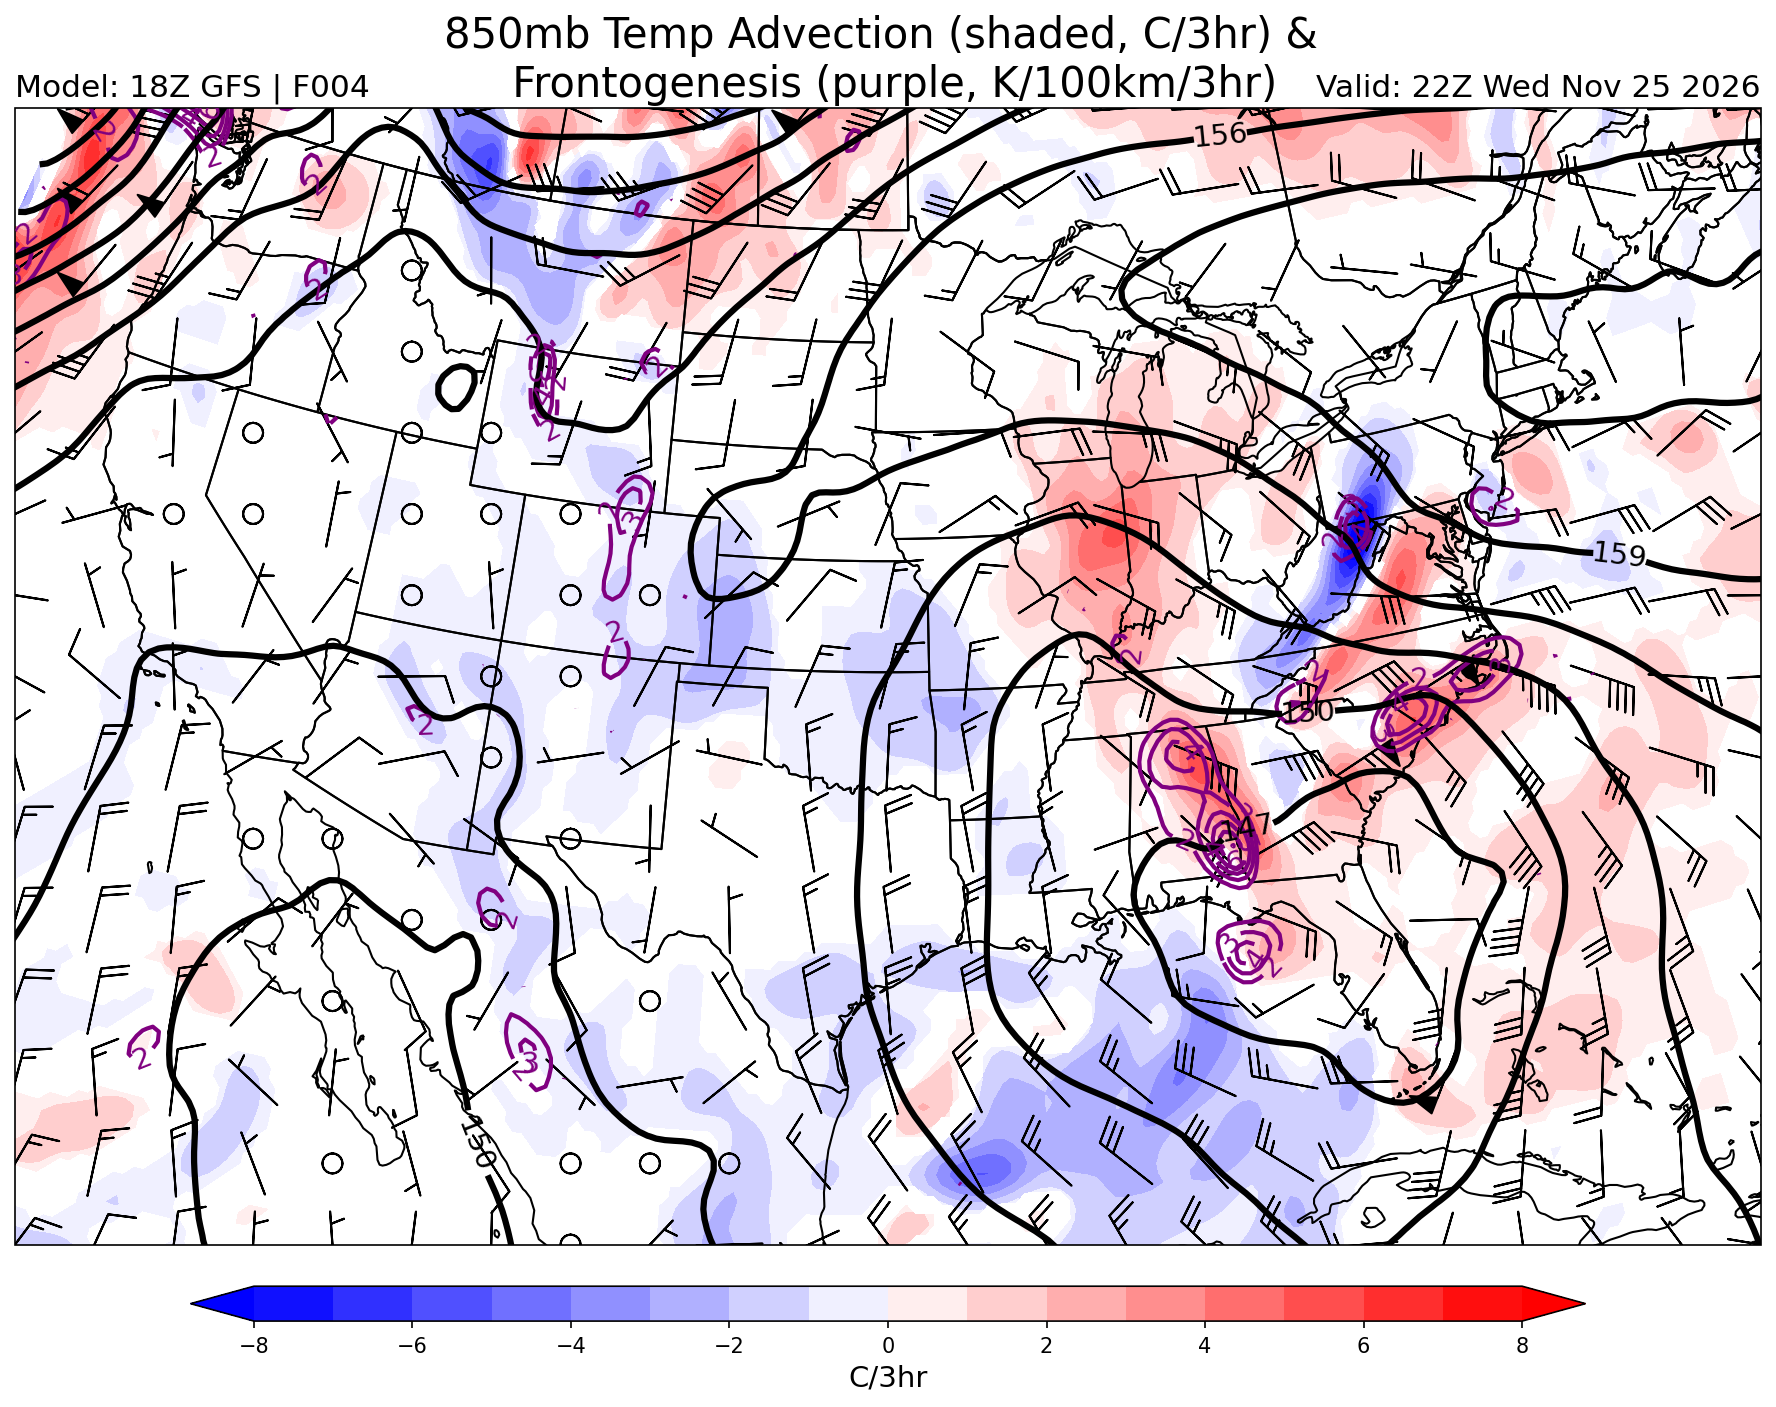 850mb Temp Advection (shaded, C/3hr) &
Model: 18Z GFS | F004
Frontogenesis (purple, K/100km/3hr)
Valid: 22Z Wed Nov 25 2026
156
159
150
147
150
−8 −6 −4 −2 0 2 4 6 8
C/3hr